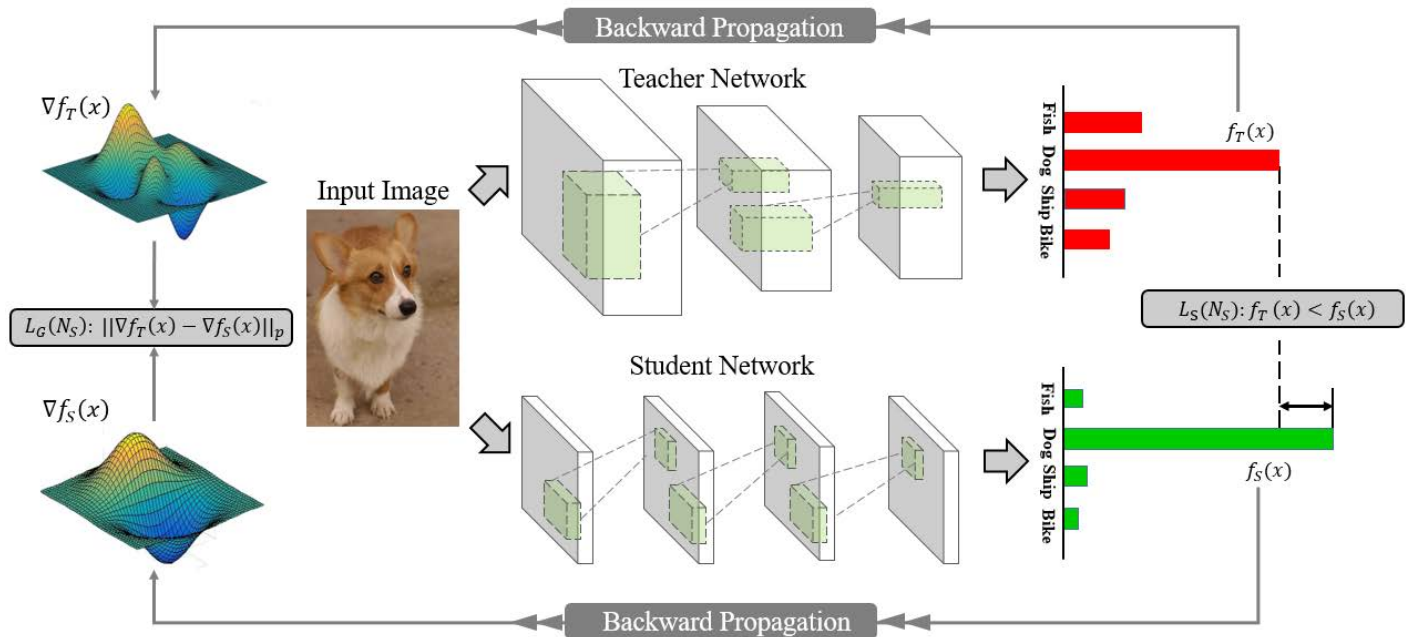 Backward Propagation
Teacher Network
∇f_T(x)
Input Image
Fish
Dog
Ship
Bike
f_T(x)
L_G(N_S): ||∇f_T(x) − ∇f_S(x)||_p
L_S(N_S): f_T(x) < f_S(x)
Student Network
∇f_S(x)
Fish
Dog
Ship
Bike
f_S(x)
Backward Propagation